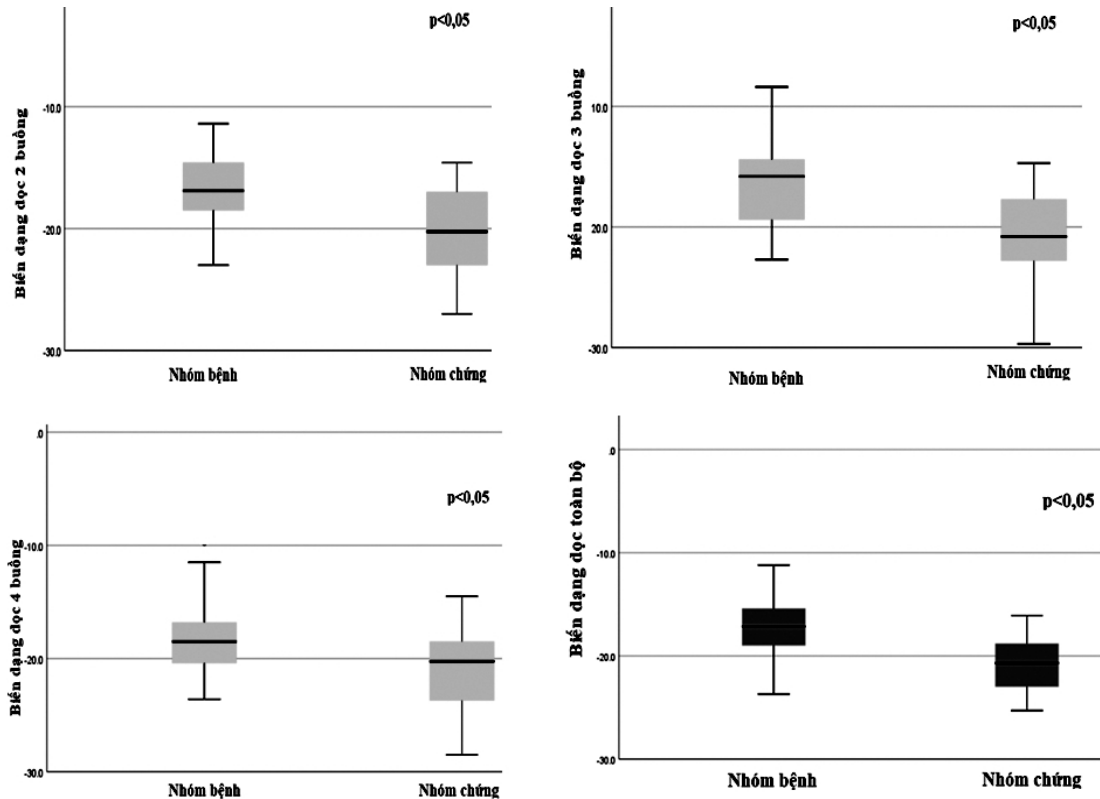 p<0,05
-10.0
-20.0
-30.0
Biến dạng dọc 2 buồng
Nhóm bệnh
Nhóm chứng
p<0,05
10.0
20.0
-30.0
Biến dạng dọc 3 buồng
Nhóm bệnh
Nhóm chứng
.0
p<0,05
-10.0
-20.0
-30.0
Biến dạng dọc 4 buồng
Nhóm bệnh
Nhóm chứng
.0
p<0,05
-10.0
-20.0
-30.0
Biến dạng dọc toàn bộ
Nhóm bệnh
Nhóm chứng